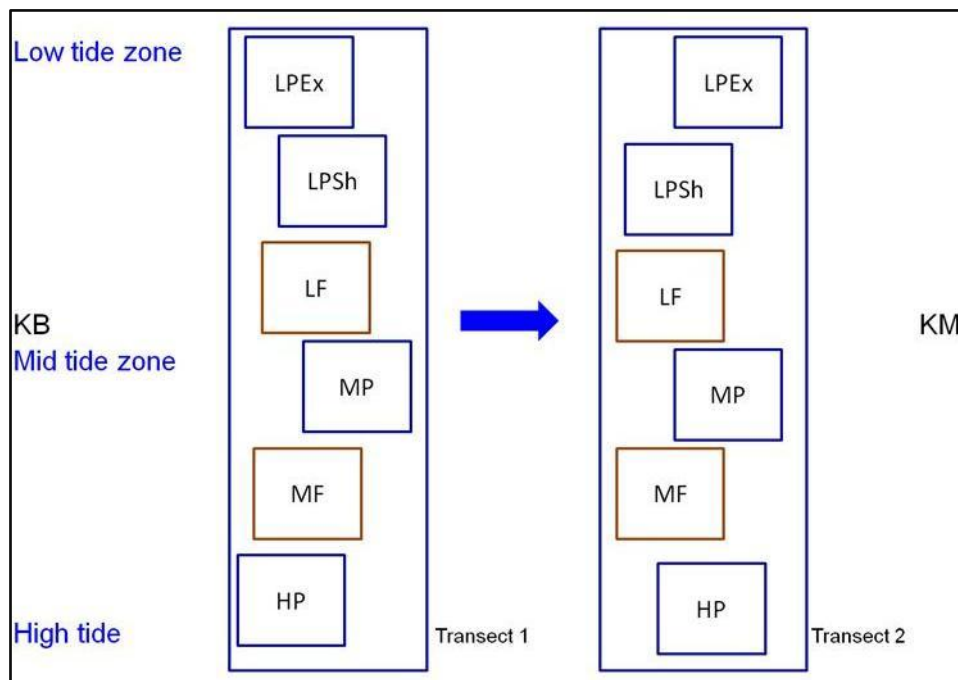 Low tide zone
LPEx
LPEx
LPSh
LPSh
LF
LF
KB
KM
Mid tide zone
MP
MP
MF
MF
HP
HP
High tide
Transect 1
Transect 2